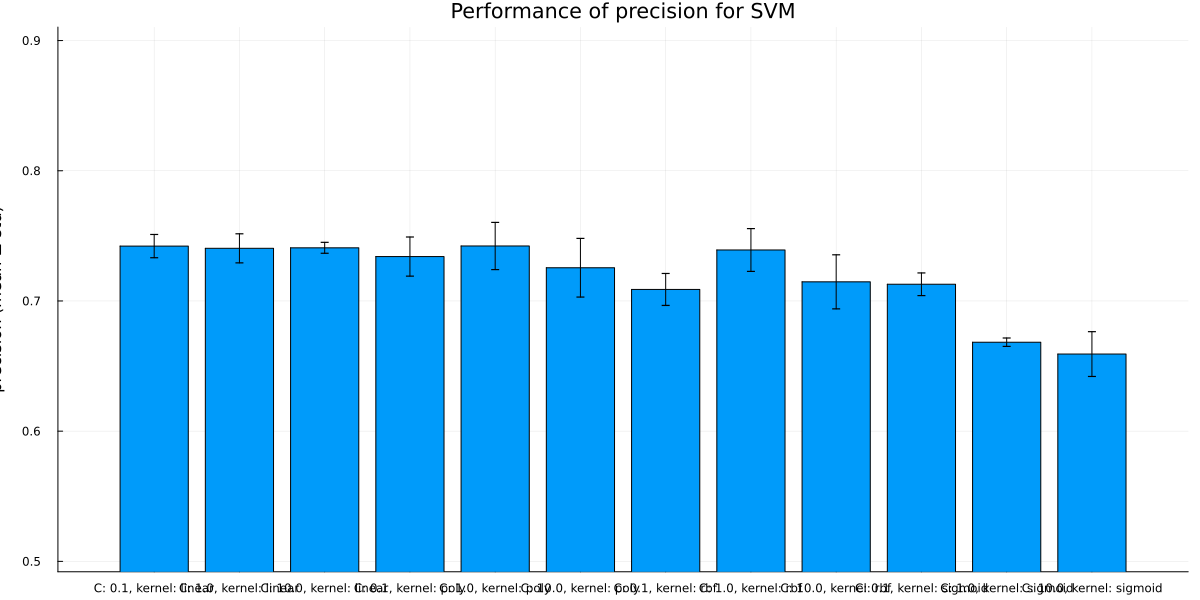 Performance of precision for SVM
0.9
0.8
0.7
0.6
0.5
C: 0.1, kernel: linear
C: 1.0, kernel: linear
C: 10.0, kernel: linear
C: 0.1, kernel: poly
C: 1.0, kernel: poly
C: 10.0, kernel: poly
C: 0.1, kernel: rbf
C: 1.0, kernel: rbf
C: 10.0, kernel: rbf
C: 0.1, kernel: sigmoid
C: 1.0, kernel: sigmoid
C: 10.0, kernel: sigmoid